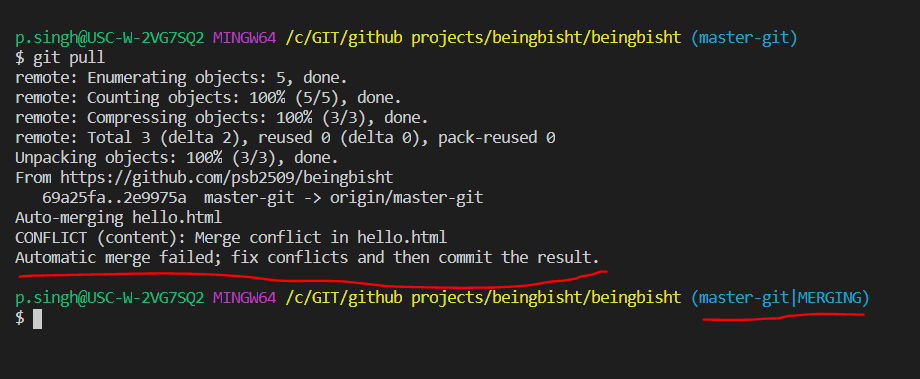 p.singh@USC-W-2VG7SQ2 MINGW64 /c/GIT/github projects/beingbisht/beingbisht (master-git)
$ git pull
remote: Enumerating objects: 5, done.
remote: Counting objects: 100% (5/5), done.
remote: Compressing objects: 100% (3/3), done.
remote: Total 3 (delta 2), reused 0 (delta 0), pack-reused 0
Unpacking objects: 100% (3/3), done.
From https://github.com/psb2509/beingbisht
   69a25fa..2e9975a  master-git -> origin/master-git
Auto-merging hello.html
CONFLICT (content): Merge conflict in hello.html
Automatic merge failed; fix conflicts and then commit the result.
p.singh@USC-W-2VG7SQ2 MINGW64 /c/GIT/github projects/beingbisht/beingbisht (master-git|MERGING)
$